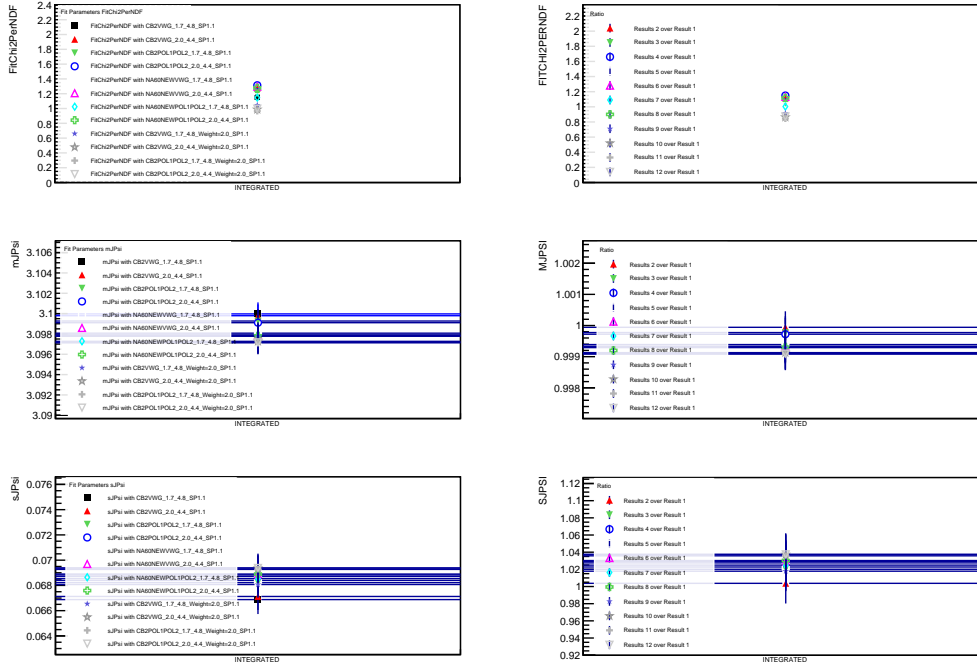 FitChi2PerNDF
2.4
2.2
2
1.8
1.6
1.4
1.2
1
0.8
0.6
0.4
0.2
0
Fit Parameters FitChi2PerNDF
FitChi2PerNDF with CB2VWG_1.7_4.8_SP1.1
FitChi2PerNDF with CB2VWG_2.0_4.4_SP1.1
FitChi2PerNDF with CB2POL1POL2_1.7_4.8_SP1.1
FitChi2PerNDF with CB2POL1POL2_2.0_4.4_SP1.1
FitChi2PerNDF with NA60NEWVWG_1.7_4.8_SP1.1
FitChi2PerNDF with NA60NEWVWG_2.0_4.4_SP1.1
FitChi2PerNDF with NA60NEWPOL1POL2_1.7_4.8_SP1.1
FitChi2PerNDF with NA60NEWPOL1POL2_2.0_4.4_SP1.1
FitChi2PerNDF with CB2VWG_1.7_4.8_Weight=2.0_SP1.1
FitChi2PerNDF with CB2VWG_2.0_4.4_Weight=2.0_SP1.1
FitChi2PerNDF with CB2POL1POL2_1.7_4.8_Weight=2.0_SP1.1
FitChi2PerNDF with CB2POL1POL2_2.0_4.4_Weight=2.0_SP1.1
INTEGRATED
FITCHI2PERNDF
2.2
2
1.8
1.6
1.4
1.2
1
0.8
0.6
0.4
0.2
0
Ratio
Results 2 over Result 1
Results 3 over Result 1
Results 4 over Result 1
Results 5 over Result 1
Results 6 over Result 1
Results 7 over Result 1
Results 8 over Result 1
Results 9 over Result 1
Results 10 over Result 1
Results 11 over Result 1
Results 12 over Result 1
INTEGRATED
mJPsi
3.106
3.104
3.102
3.1
3.098
3.096
3.094
3.092
3.09
Fit Parameters mJPsi
mJPsi with CB2VWG_1.7_4.8_SP1.1
mJPsi with CB2VWG_2.0_4.4_SP1.1
mJPsi with CB2POL1POL2_1.7_4.8_SP1.1
mJPsi with CB2POL1POL2_2.0_4.4_SP1.1
mJPsi with NA60NEWVWG_1.7_4.8_SP1.1
mJPsi with NA60NEWVWG_2.0_4.4_SP1.1
mJPsi with NA60NEWPOL1POL2_1.7_4.8_SP1.1
mJPsi with NA60NEWPOL1POL2_2.0_4.4_SP1.1
mJPsi with CB2VWG_1.7_4.8_Weight=2.0_SP1.1
mJPsi with CB2VWG_2.0_4.4_Weight=2.0_SP1.1
mJPsi with CB2POL1POL2_1.7_4.8_Weight=2.0_SP1.1
mJPsi with CB2POL1POL2_2.0_4.4_Weight=2.0_SP1.1
INTEGRATED
MJPSI
1.002
1.001
1
0.999
0.998
Ratio
Results 2 over Result 1
Results 3 over Result 1
Results 4 over Result 1
Results 5 over Result 1
Results 6 over Result 1
Results 7 over Result 1
Results 8 over Result 1
Results 9 over Result 1
Results 10 over Result 1
Results 11 over Result 1
Results 12 over Result 1
INTEGRATED
sJPsi
0.076
0.074
0.072
0.07
0.068
0.066
0.064
Fit Parameters sJPsi
sJPsi with CB2VWG_1.7_4.8_SP1.1
sJPsi with CB2VWG_2.0_4.4_SP1.1
sJPsi with CB2POL1POL2_1.7_4.8_SP1.1
sJPsi with CB2POL1POL2_2.0_4.4_SP1.1
sJPsi with NA60NEWVWG_1.7_4.8_SP1.1
sJPsi with NA60NEWVWG_2.0_4.4_SP1.1
sJPsi with NA60NEWPOL1POL2_1.7_4.8_SP1.1
sJPsi with NA60NEWPOL1POL2_2.0_4.4_SP1.1
sJPsi with CB2VWG_1.7_4.8_Weight=2.0_SP1.1
sJPsi with CB2VWG_2.0_4.4_Weight=2.0_SP1.1
sJPsi with CB2POL1POL2_1.7_4.8_Weight=2.0_SP1.1
sJPsi with CB2POL1POL2_2.0_4.4_Weight=2.0_SP1.1
INTEGRATED
SJPSI
1.12
1.1
1.08
1.06
1.04
1.02
1
0.98
0.96
0.94
0.92
Ratio
Results 2 over Result 1
Results 3 over Result 1
Results 4 over Result 1
Results 5 over Result 1
Results 6 over Result 1
Results 7 over Result 1
Results 8 over Result 1
Results 9 over Result 1
Results 10 over Result 1
Results 11 over Result 1
Results 12 over Result 1
INTEGRATED